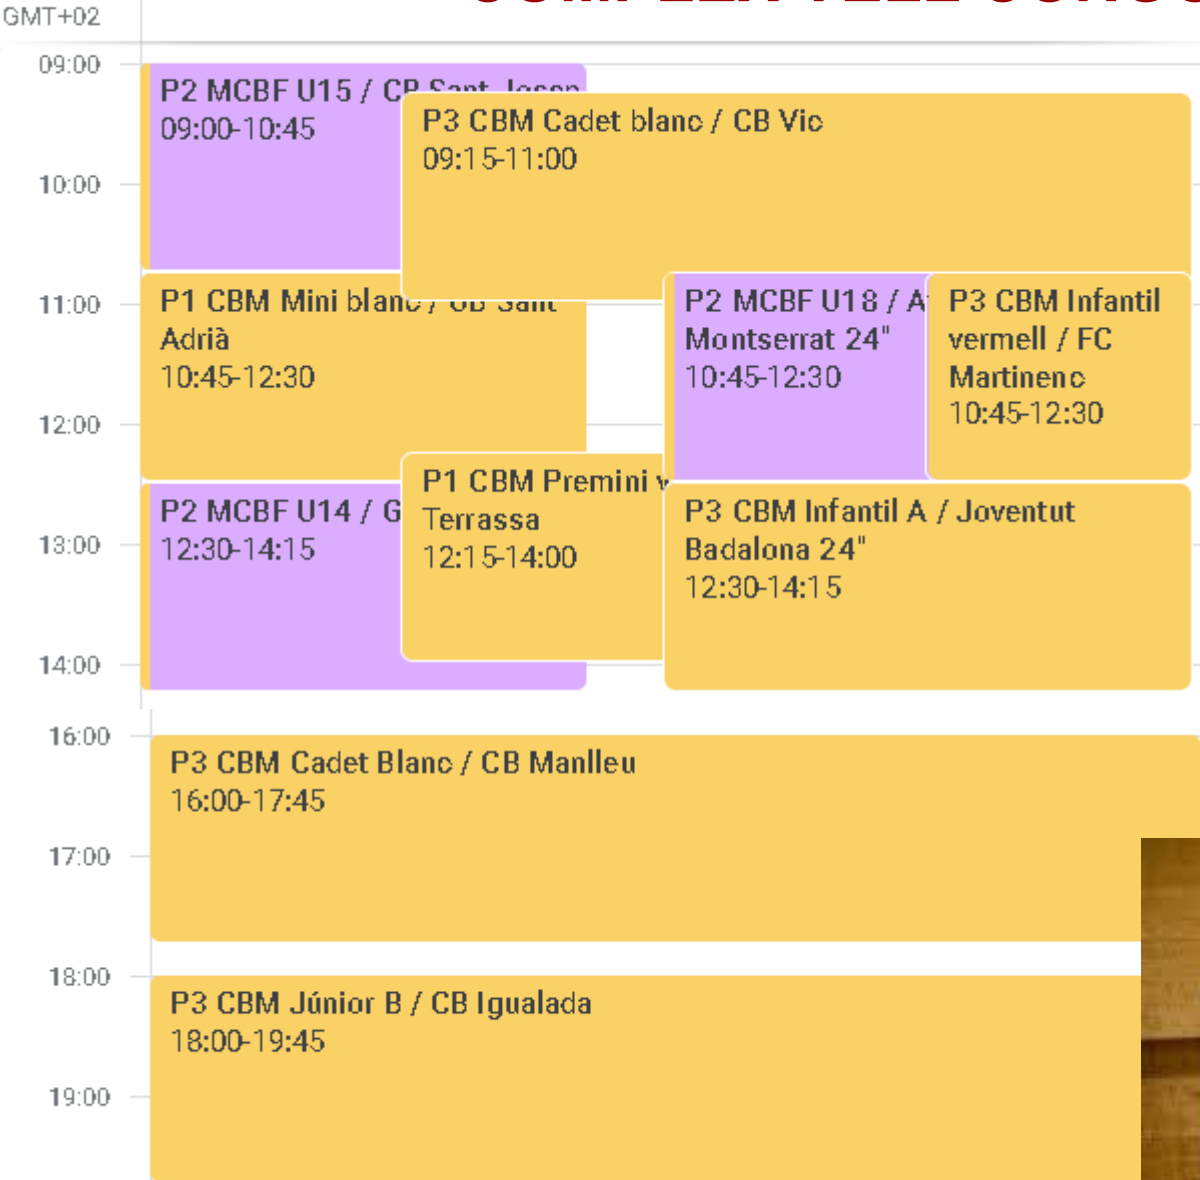 GMT+02
09:00
P2 MCBF U15 / CB Sant Josep
09:00-10:45
P3 CBM Cadet blanc / CB Vic
09:15-11:00
10:00
11:00
P1 CBM Mini blanc / CB Sant
Adrià
10:45-12:30
P2 MCBF U18 / A
Montserrat 24"
10:45-12:30
P3 CBM Infantil
vermell / FC
Martinenc
10:45-12:30
12:00
P1 CBM Premini
Terrassa
12:15-14:00
P2 MCBF U14 / G
12:30-14:15
P3 CBM Infantil A / Joventut
Badalona 24"
12:30-14:15
13:00
14:00
16:00
P3 CBM Cadet Blanc / CB Manlleu
16:00-17:45
17:00
18:00
P3 CBM Júnior B / CB Igualada
18:00-19:45
19:00